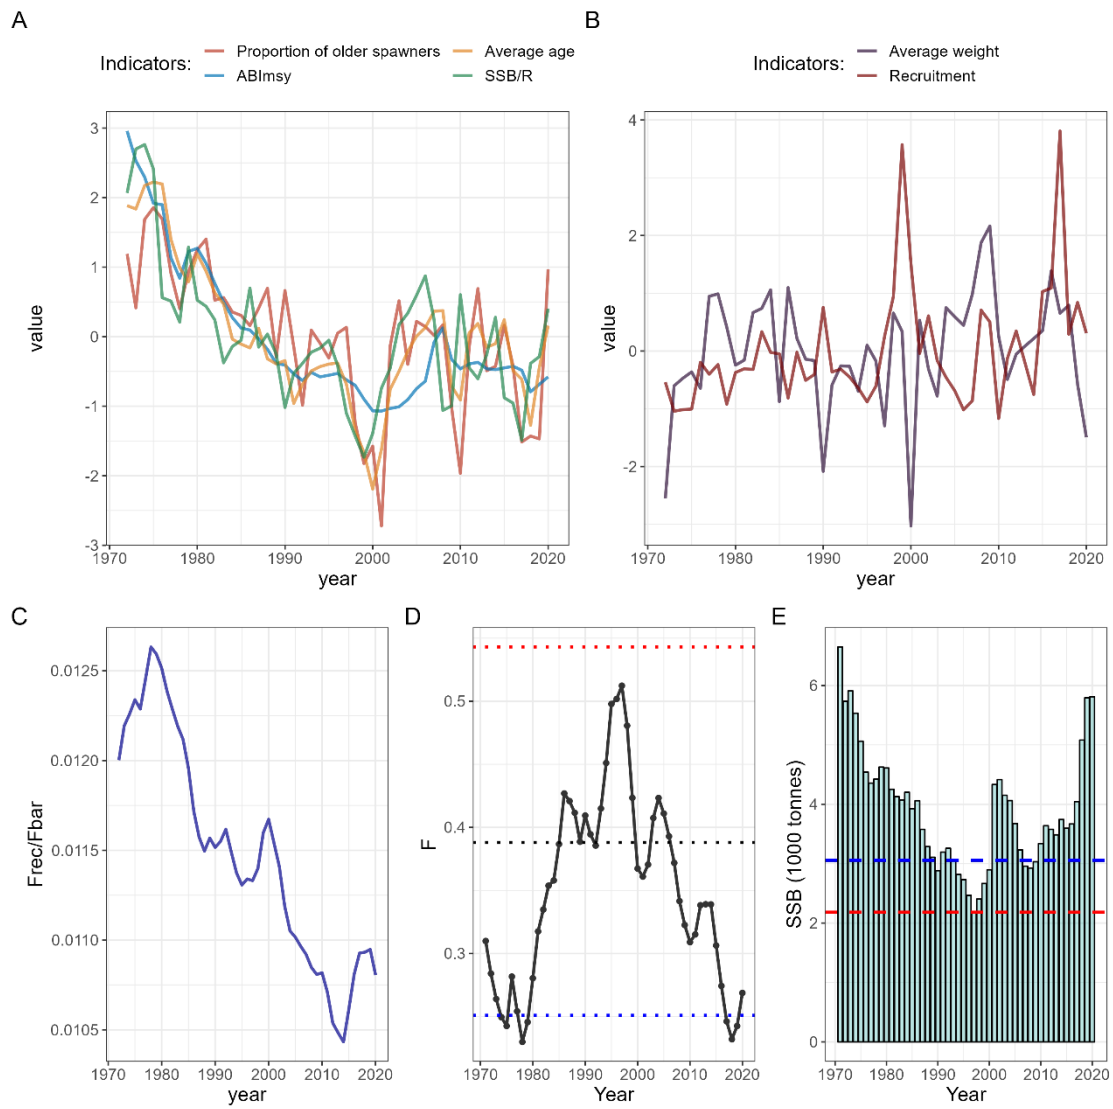 A
B
Indicators:
Proportion of older spawners
Average age
ABImsy
SSB/R
Indicators:
Average weight
Recruitment
value
3
2
1
0
-1
-2
-3
1970
1980
1990
2000
2010
2020
year
value
4
2
0
-2
1970
1980
1990
2000
2010
2020
year
C
D
E
Frec/Fbar
0.0125
0.0120
0.0115
0.0110
0.0105
1970
1980
1990
2000
2010
2020
year
F
0.5
0.4
0.3
1970
1980
1990
2000
2010
2020
Year
SSB (1000 tonnes)
6
4
2
0
1970
1980
1990
2000
2010
2020
Year